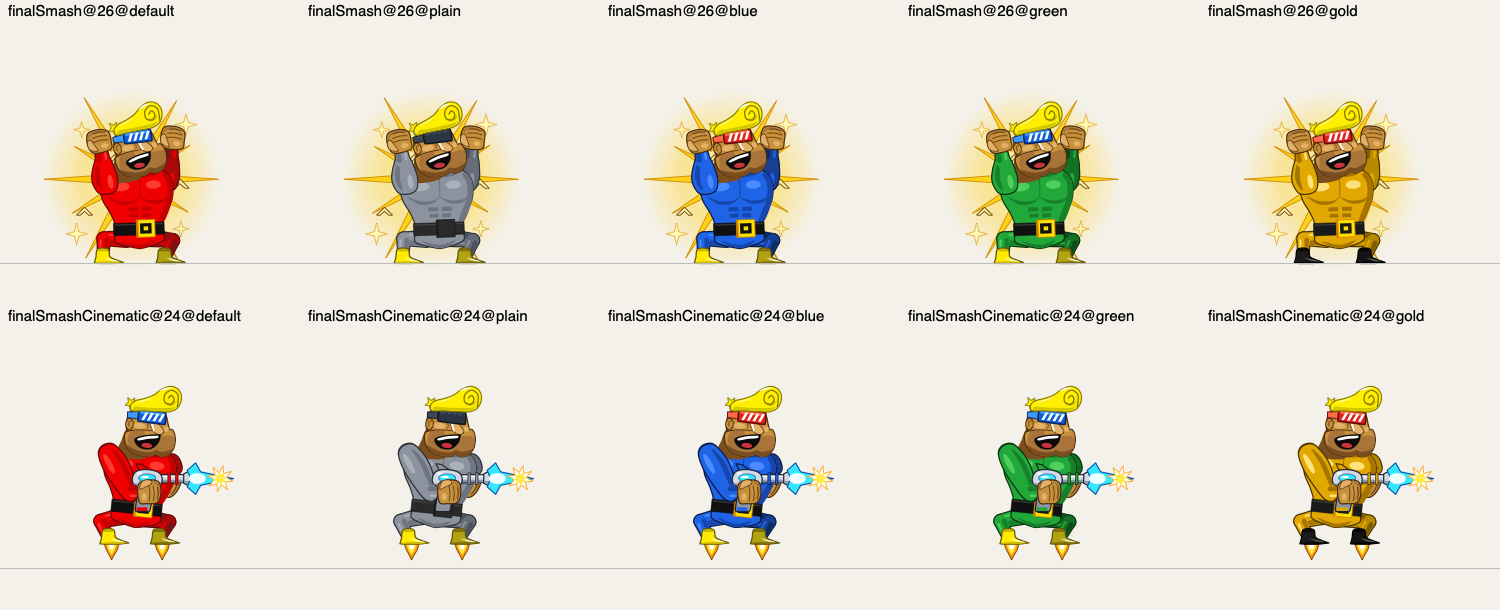 finalSmash@26@default
finalSmash@26@plain
finalSmash@26@blue
finalSmash@26@green
finalSmash@26@gold
finalSmashCinematic@24@default
finalSmashCinematic@24@plain
finalSmashCinematic@24@blue
finalSmashCinematic@24@green
finalSmashCinematic@24@gold